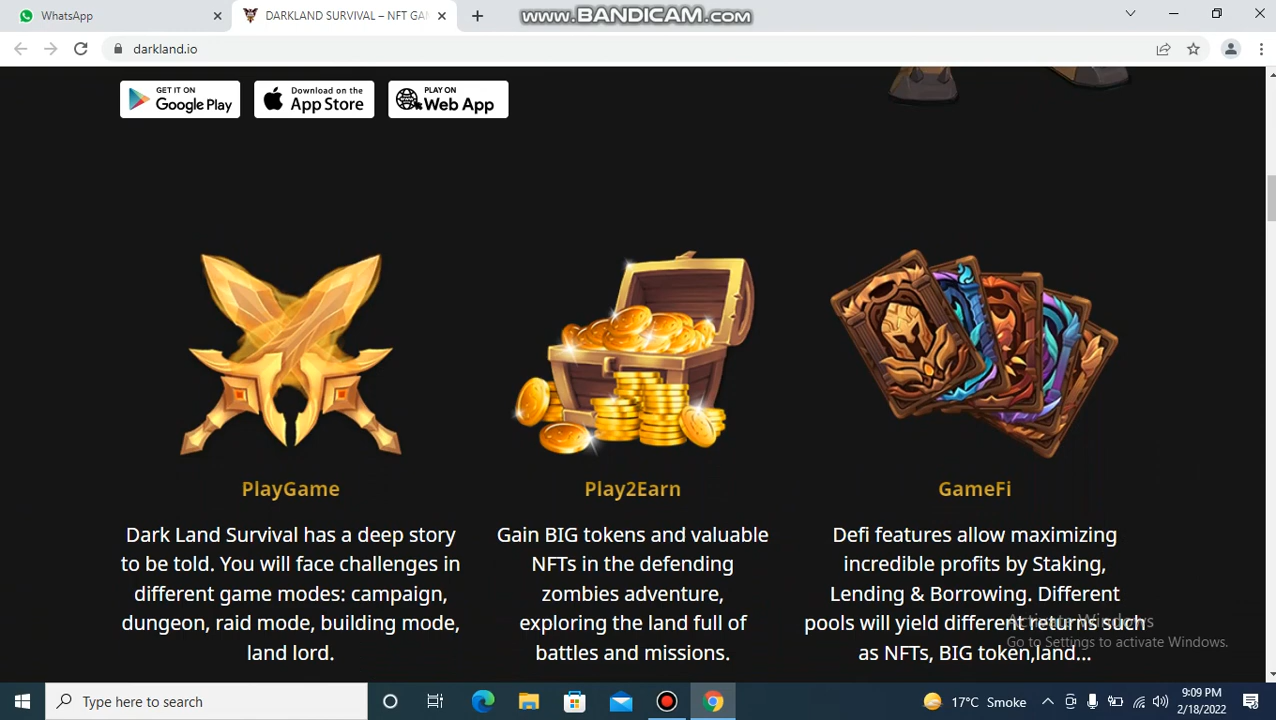 WhatsApp
DARKLAND SURVIVAL – NFT GAM
www.BANDICAM.com
darkland.io
GET IT ON
Google Play
Download on the
App Store
PLAY ON
Web App
PlayGame
Dark Land Survival has a deep story
to be told. You will face challenges in
different game modes: campaign,
dungeon, raid mode, building mode,
land lord.
Play2Earn
Gain BIG tokens and valuable
NFTs in the defending
zombies adventure,
exploring the land full of
battles and missions.
GameFi
Defi features allow maximizing
incredible profits by Staking,
Lending & Borrowing. Different
pools will yield different returns such
as NFTs, BIG token,land...
Activate Windows
Go to Settings to activate Windows.
Type here to search
17°C Smoke
9:09 PM
2/18/2022